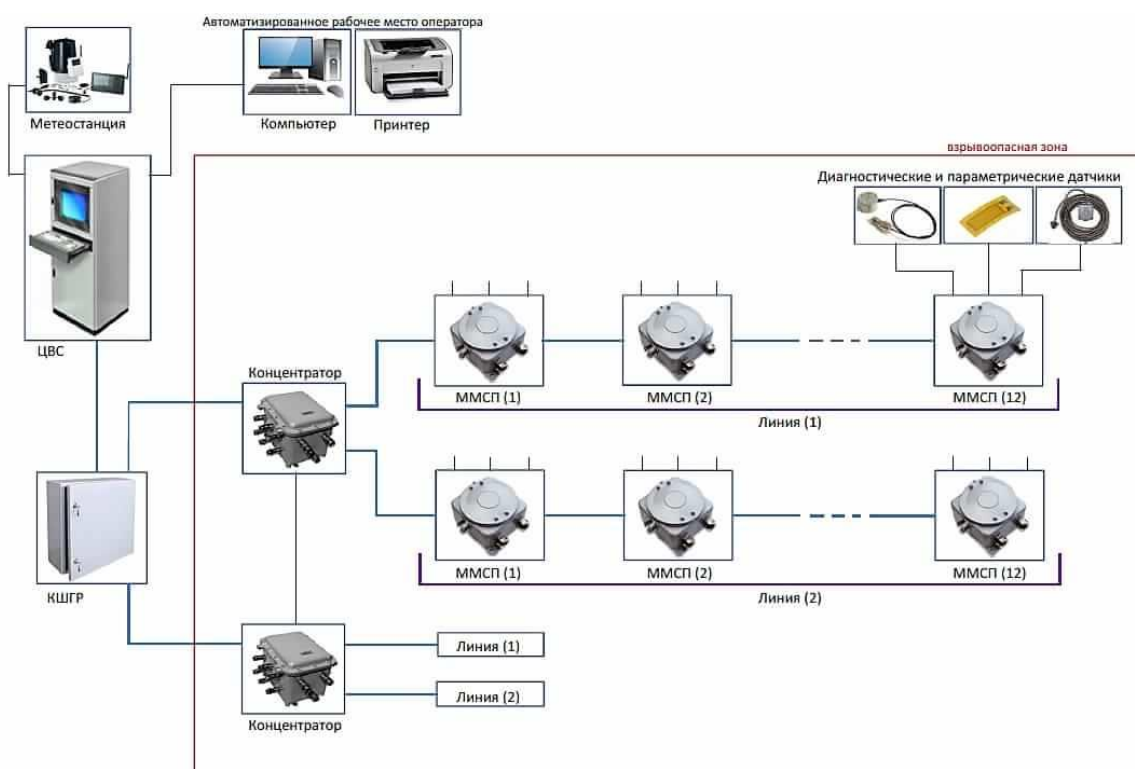 Автоматизированное рабочее место оператора
Метеостанция
Компьютер
Принтер
взрывоопасная зона
Диагностические и параметрические датчики
ЦВС
Концентратор
ММСП (1)
ММСП (2)
ММСП (12)
Линия (1)
ММСП (1)
ММСП (2)
ММСП (12)
Линия (2)
КШГР
Линия (1)
Линия (2)
Концентратор